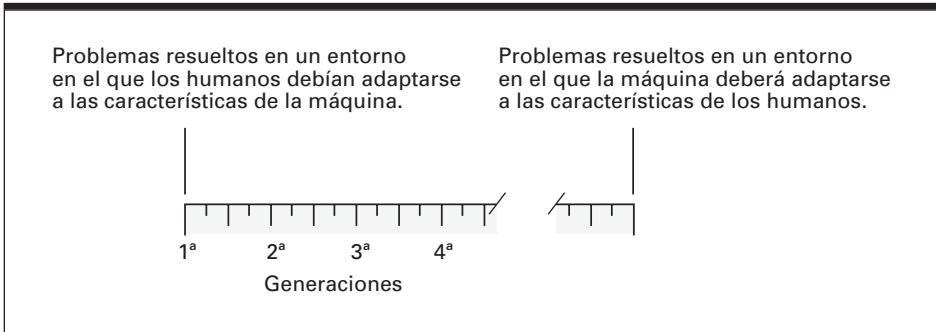 Problemas resueltos en un entorno
en el que los humanos debían adaptarse
a las características de la máquina.
Problemas resueltos en un entorno
en el que la máquina deberá adaptarse
a las características de los humanos.
1ª 2ª 3ª 4ª
Generaciones